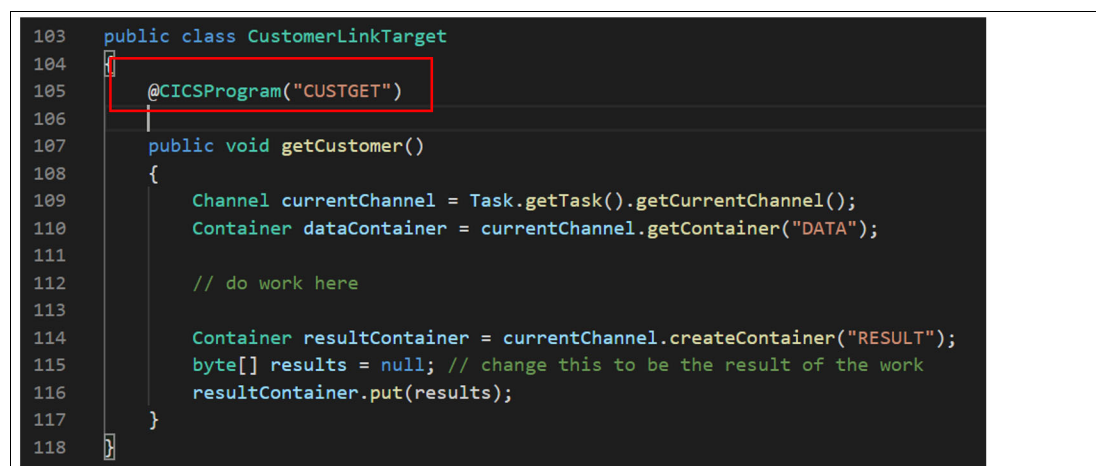 103 public class CustomerLinkTarget
104 {
105 @CICSProgram("CUSTGET")
106
107 public void getCustomer()
108 {
109 Channel currentChannel = Task.getTask().getCurrentChannel();
110 Container dataContainer = currentChannel.getContainer("DATA");
111
112 // do work here
113
114 Container resultContainer = currentChannel.createContainer("RESULT");
115 byte[] results = null; // change this to be the result of the work
116 resultContainer.put(results);
117 }
118 }